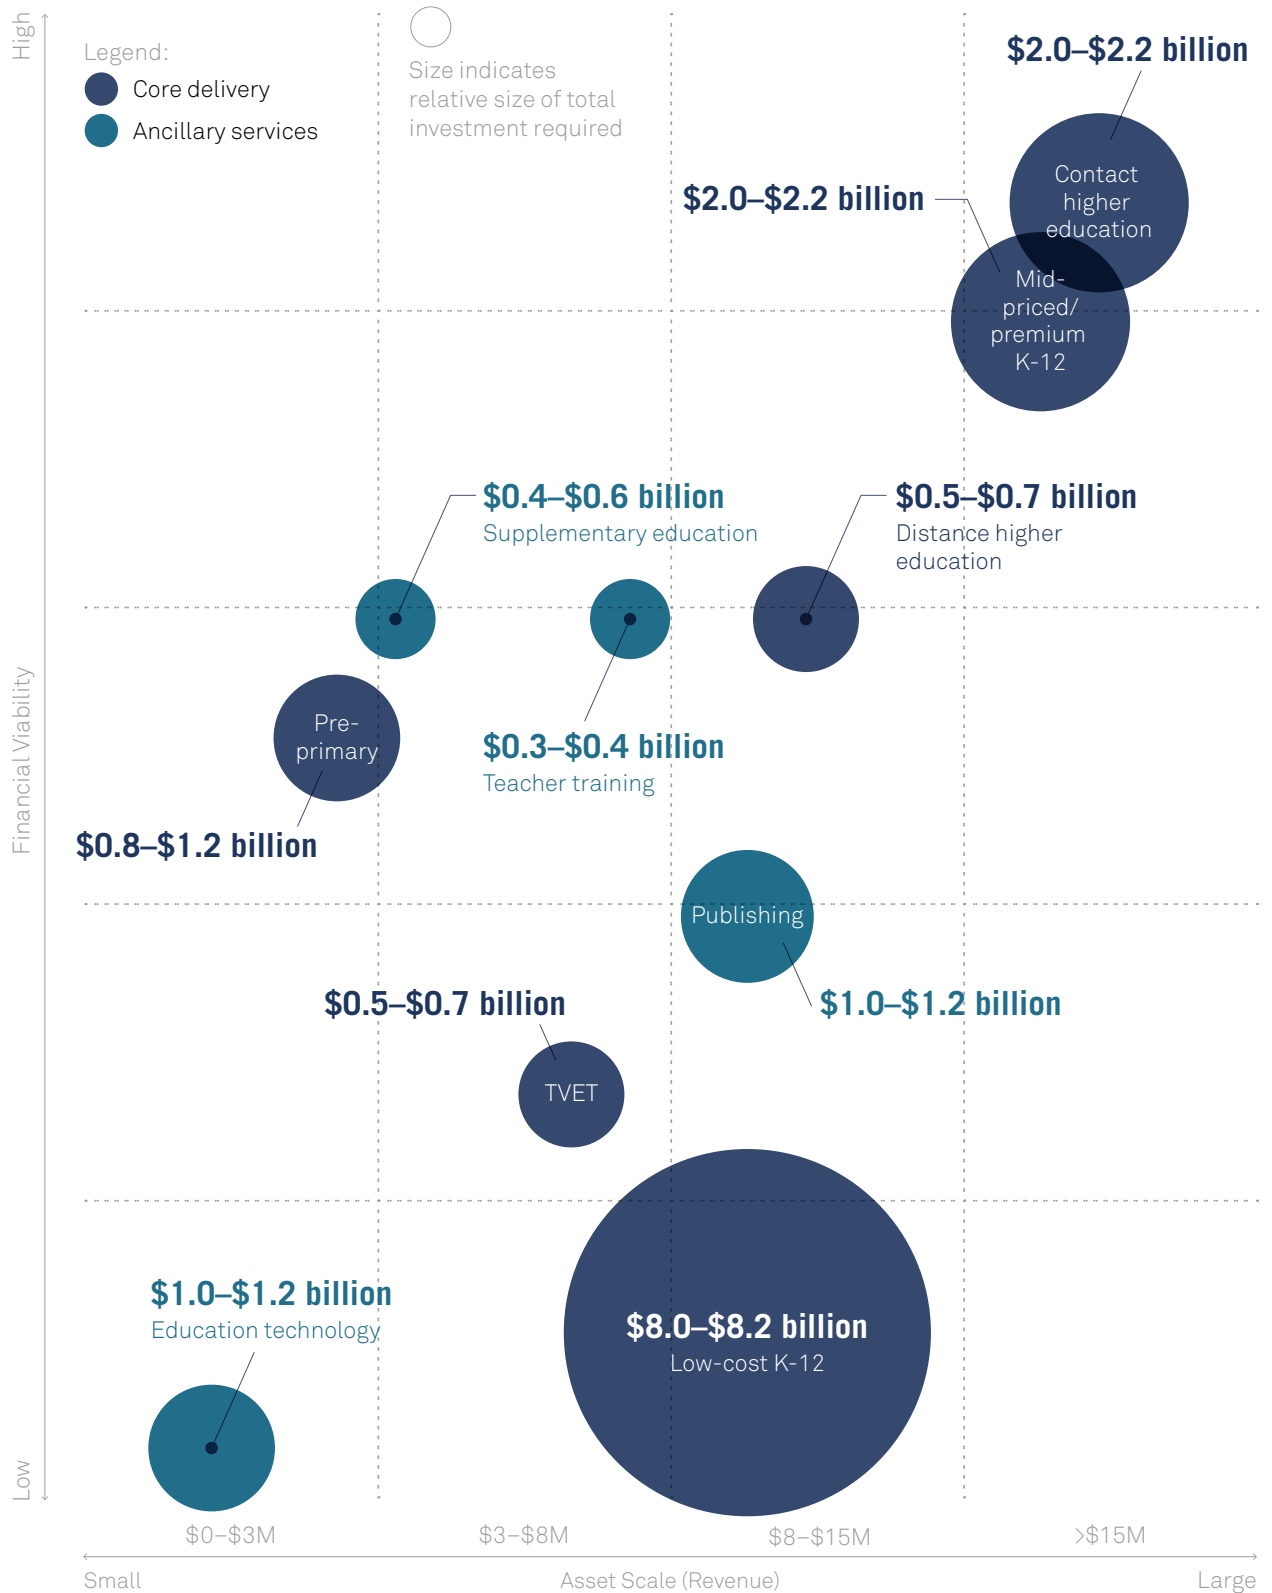 High
Legend:
Core delivery
Ancillary services
Size indicates
relative size of total
investment required
$2.0–$2.2 billion
Contact
higher
education
$2.0–$2.2 billion
Mid-
priced/
premium
K-12
$0.4–$0.6 billion
Supplementary education
$0.5–$0.7 billion
Distance higher
education
Financial Viability
Pre-
primary
$0.3–$0.4 billion
Teacher training
$0.8–$1.2 billion
Publishing
$0.5–$0.7 billion
$1.0–$1.2 billion
TVET
$1.0–$1.2 billion
Education technology
$8.0–$8.2 billion
Low-cost K-12
Low
$0–$3M
$3–$8M
$8–$15M
>$15M
Small
Asset Scale (Revenue)
Large